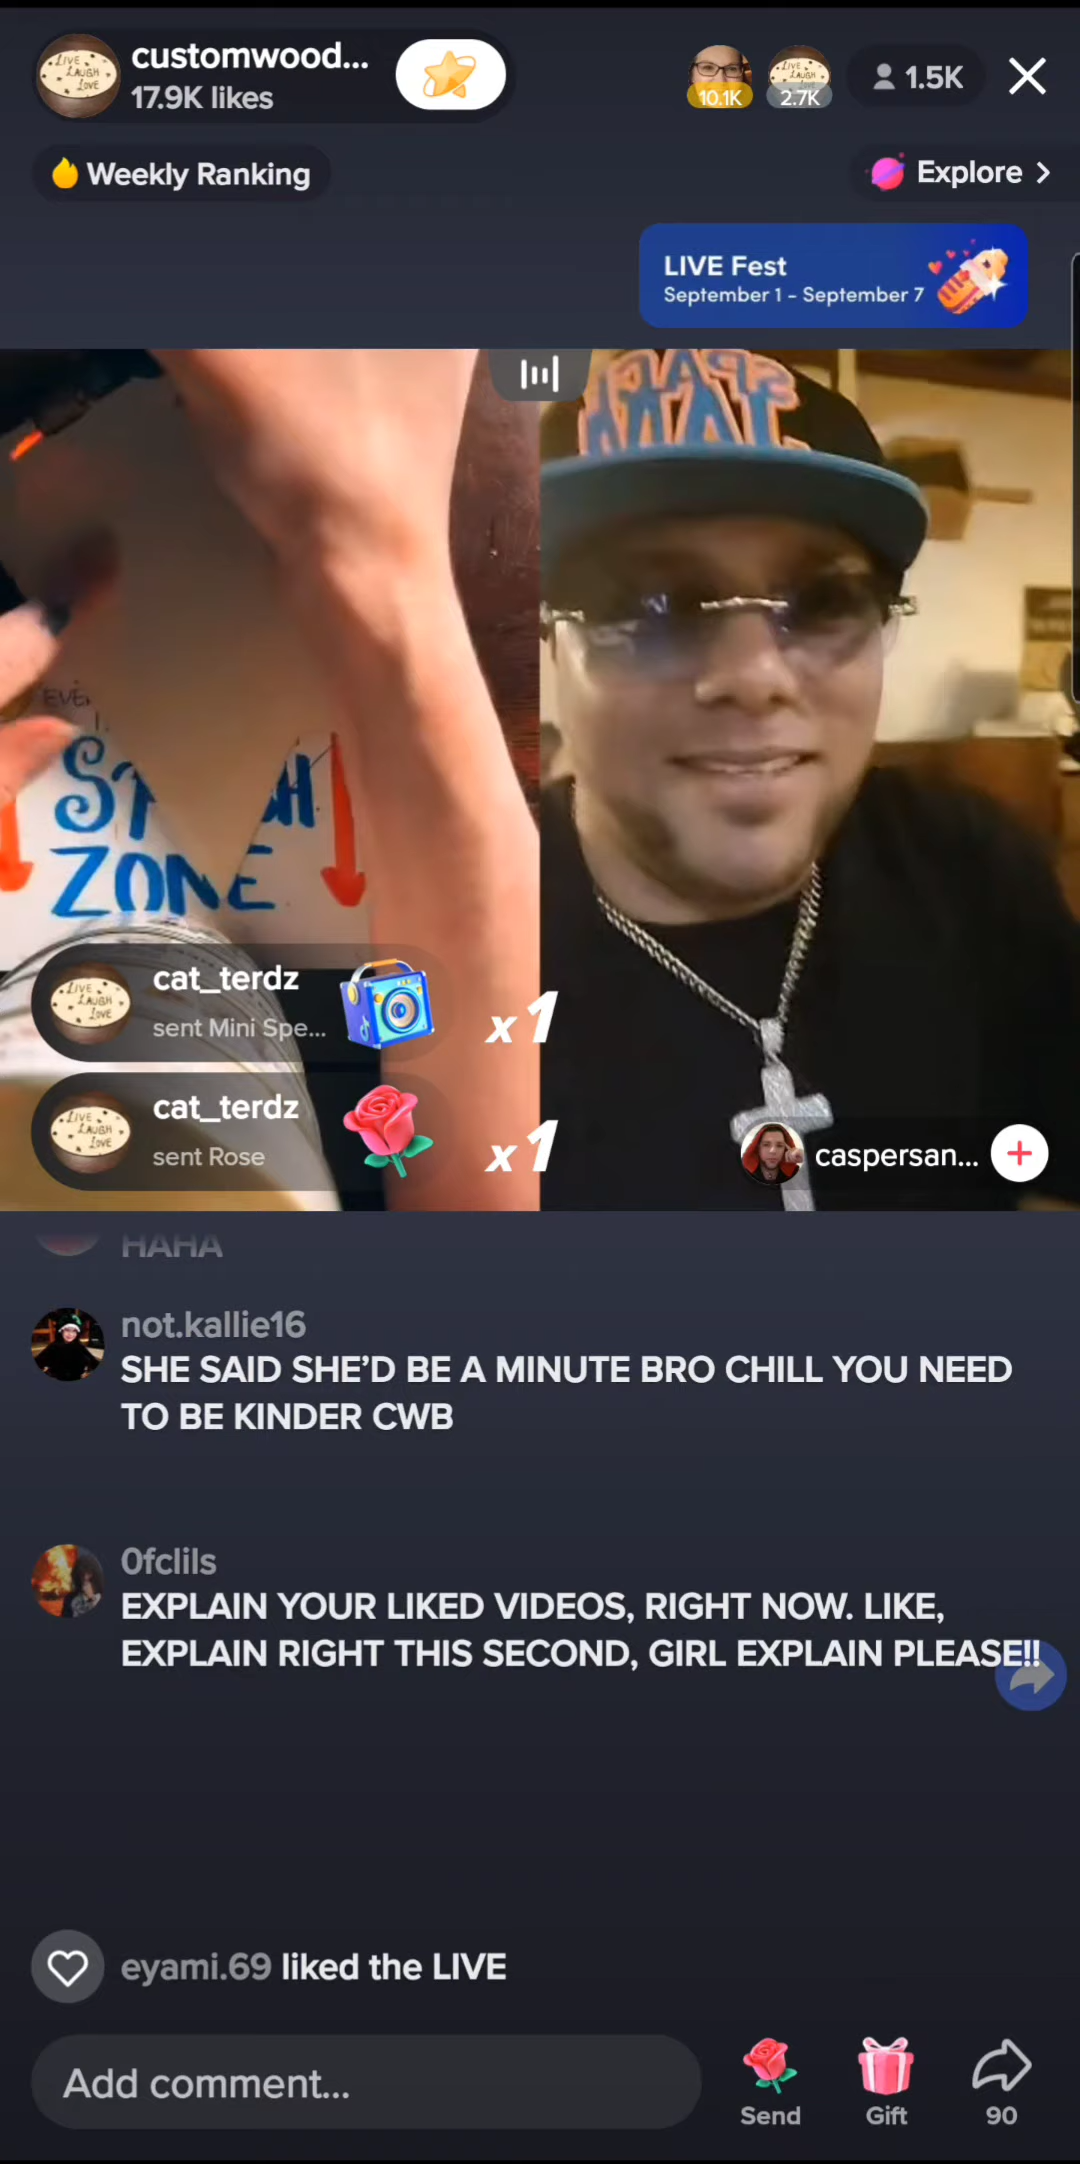 customwood...
17.9K likes
10.1K
2.7K
1.5K
Weekly Ranking
Explore >
LIVE Fest
September 1 - September 7
SPAC
JAM
EVE
ZONE
cat_terdz
sent Mini Spe...
x1
cat_terdz
sent Rose
x1
caspersan...
HAHA
not.kallie16
SHE SAID SHE'D BE A MINUTE BRO CHILL YOU NEED
TO BE KINDER CWB
0fclils
EXPLAIN YOUR LIKED VIDEOS, RIGHT NOW. LIKE,
EXPLAIN RIGHT THIS SECOND, GIRL EXPLAIN PLEASE!!
eyami.69 liked the LIVE
Add comment...
Send
Gift
90